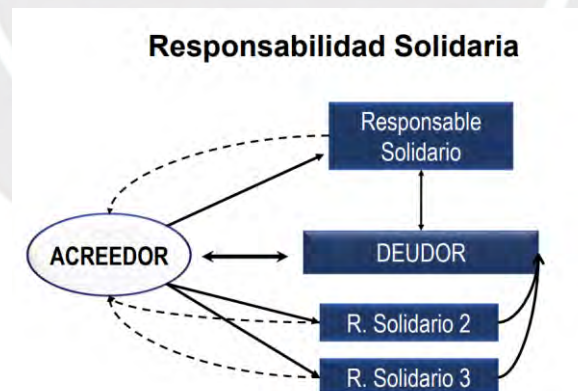 Responsabilidad Solidaria
Responsable
Solidario
ACREEDOR
DEUDOR
R. Solidario 2
R. Solidario 3